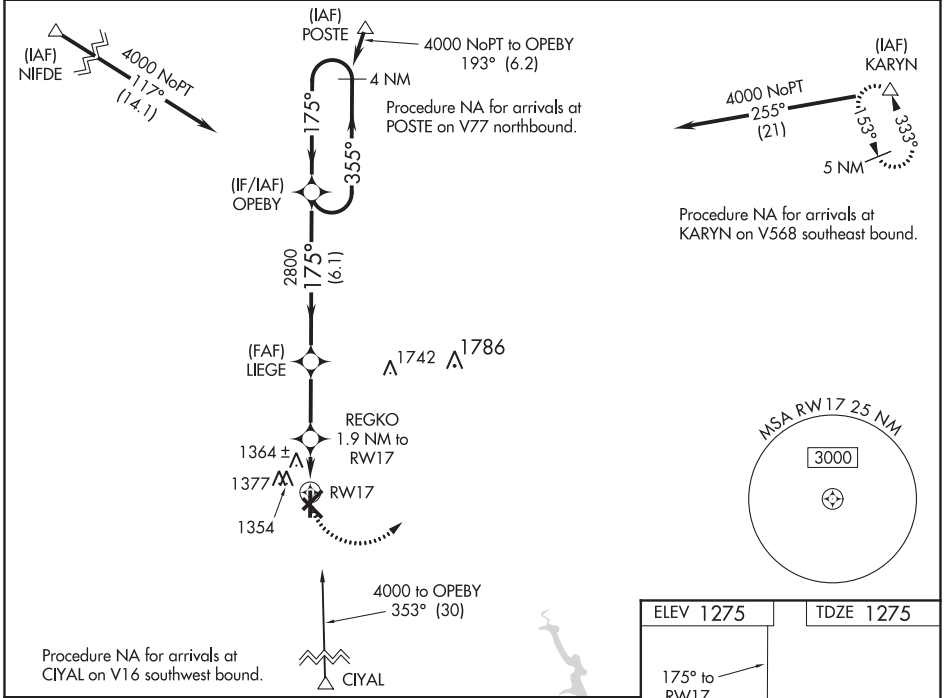 (IAF)
NIFDE
4000 NoPT
117°
(14.1)
(IAF)
POSTE
4000 NoPT to OPEBY
193° (6.2)
4 NM
175°
355°
Procedure NA for arrivals at
POSTE on V77 northbound.
(IAF)
KARYN
4000 NoPT
255°
(21)
153°
333°
5 NM
Procedure NA for arrivals at
KARYN on V568 southeast bound.
(IF/IAF)
OPEBY
2800
175°
(6.1)
(FAF)
LIEGE
1742
1786
REGKO
1.9 NM to
RW17
1364 ±
1377
1354
RW17
MSA RW17 25 NM
3000
4000 to OPEBY
353° (30)
CIYAL
Procedure NA for arrivals at
CIYAL on V16 southwest bound.
ELEV 1275
TDZE 1275
175° to
RW17